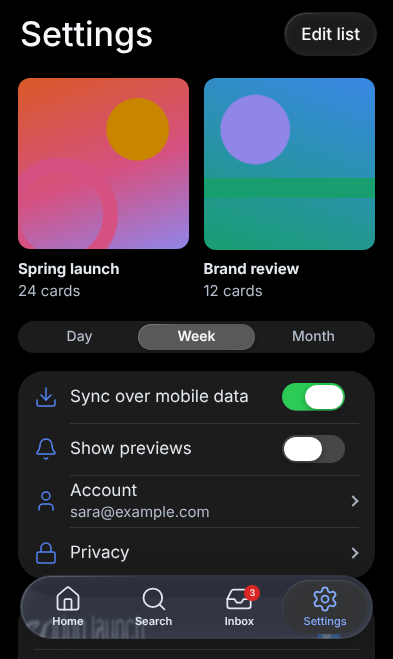 Settings
Edit list
Spring launch
24 cards
Brand review
12 cards
Day
Week
Month
Sync over mobile data
Show previews
Account
sara@example.com
Privacy
Home
Search
3
Inbox
Settings